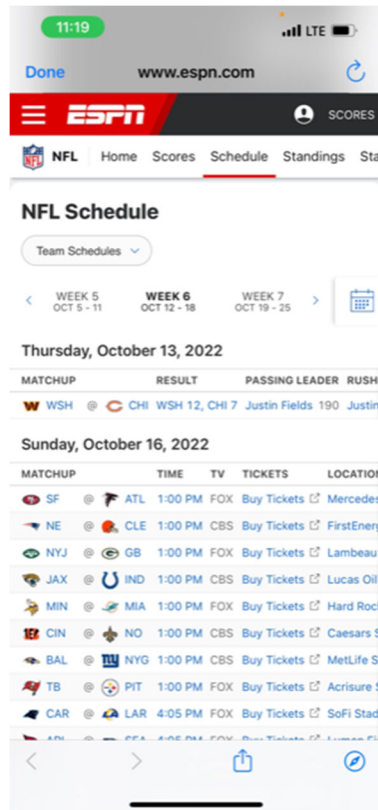 11:19
LTE
Done www.espn.com
ESPN SCORES
NFL NFL Home Scores Schedule Standings Sta
NFL Schedule
Team Schedules
WEEK 5 WEEK 6 WEEK 7
OCT 5 - 11 OCT 12 - 18 OCT 19 - 25
Thursday, October 13, 2022
MATCHUP RESULT PASSING LEADER RUSH
WSH @ CHI WSH 12, CHI 7 Justin Fields 190 Justin
Sunday, October 16, 2022
MATCHUP TIME TV TICKETS LOCATION
SF @ ATL 1:00 PM FOX Buy Tickets Mercedes
NE @ CLE 1:00 PM CBS Buy Tickets FirstEner
NYJ @ GB 1:00 PM FOX Buy Tickets Lambeau
JAX @ IND 1:00 PM CBS Buy Tickets Lucas Oil
MIN @ MIA 1:00 PM FOX Buy Tickets Hard Roc
CIN @ NO 1:00 PM CBS Buy Tickets Caesars S
BAL @ NYG 1:00 PM CBS Buy Tickets MetLife S
TB @ PIT 1:00 PM FOX Buy Tickets Acrisure S
CAR @ LAR 4:05 PM FOX Buy Tickets SoFi Stad